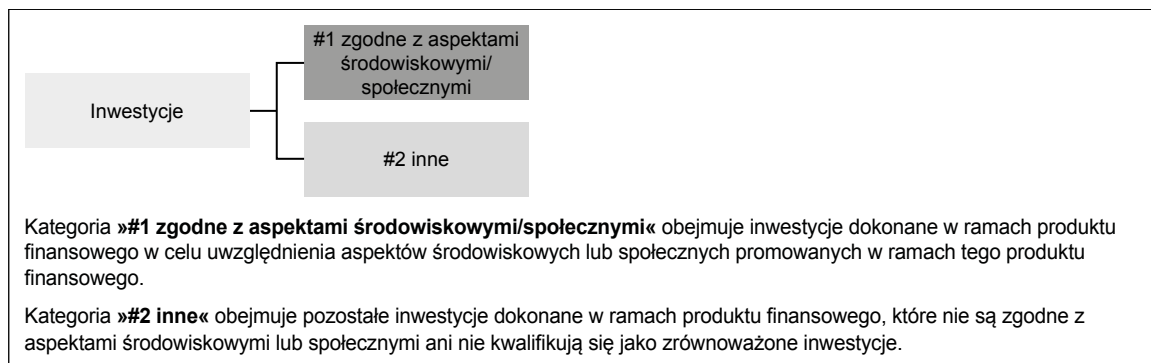 #1 zgodne z aspektami
środowiskowymi/
społecznymi
Inwestycje
#2 inne
Kategoria »#1 zgodne z aspektami środowiskowymi/społecznymi« obejmuje inwestycje dokonane w ramach produktu
finansowego w celu uwzględnienia aspektów środowiskowych lub społecznych promowanych w ramach tego produktu
finansowego.
Kategoria »#2 inne« obejmuje pozostałe inwestycje dokonane w ramach produktu finansowego, które nie są zgodne z
aspektami środowiskowymi lub społecznymi ani nie kwalifikują się jako zrównoważone inwestycje.